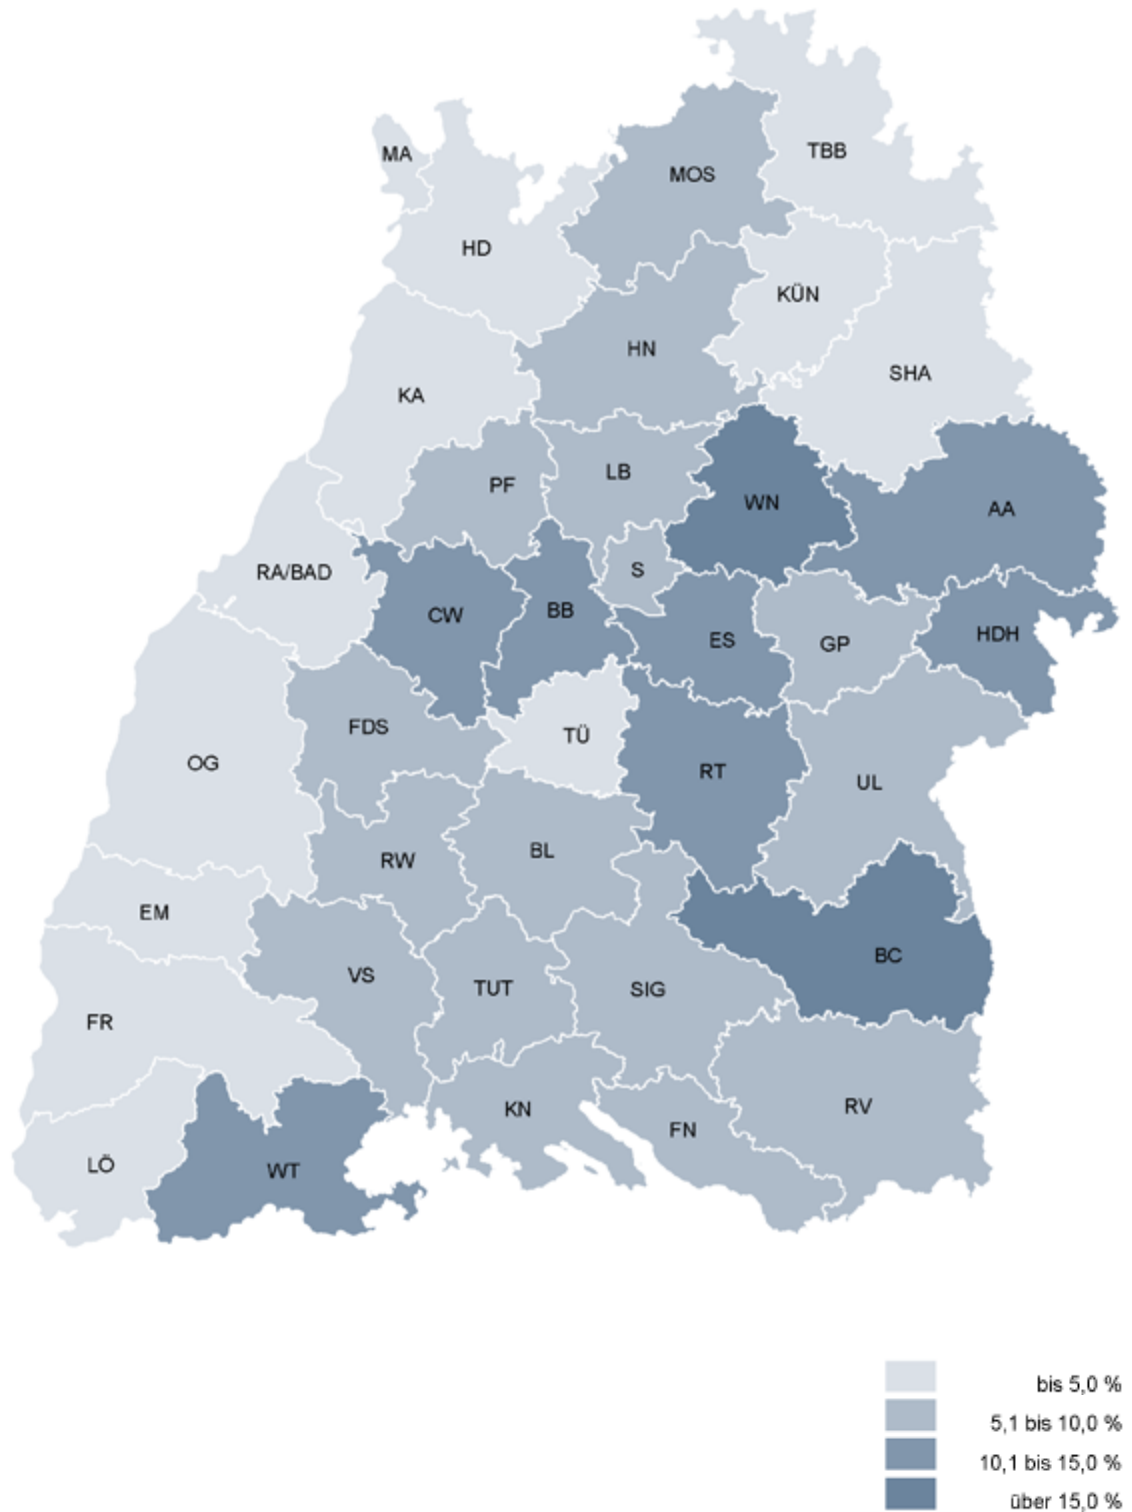 TBB
MA
MOS
HD
KÜN
HN
SHA
KA
LB
PF
WN
AA
S
RA/BAD
BB
CW
HDH
ES
GP
FDS
TÜ
OG
RT
UL
BL
RW
EM
BC
VS
TUT
SIG
FR
RV
KN
FN
LÖ
WT
bis 5,0 %
5,1 bis 10,0 %
10,1 bis 15,0 %
über 15,0 %